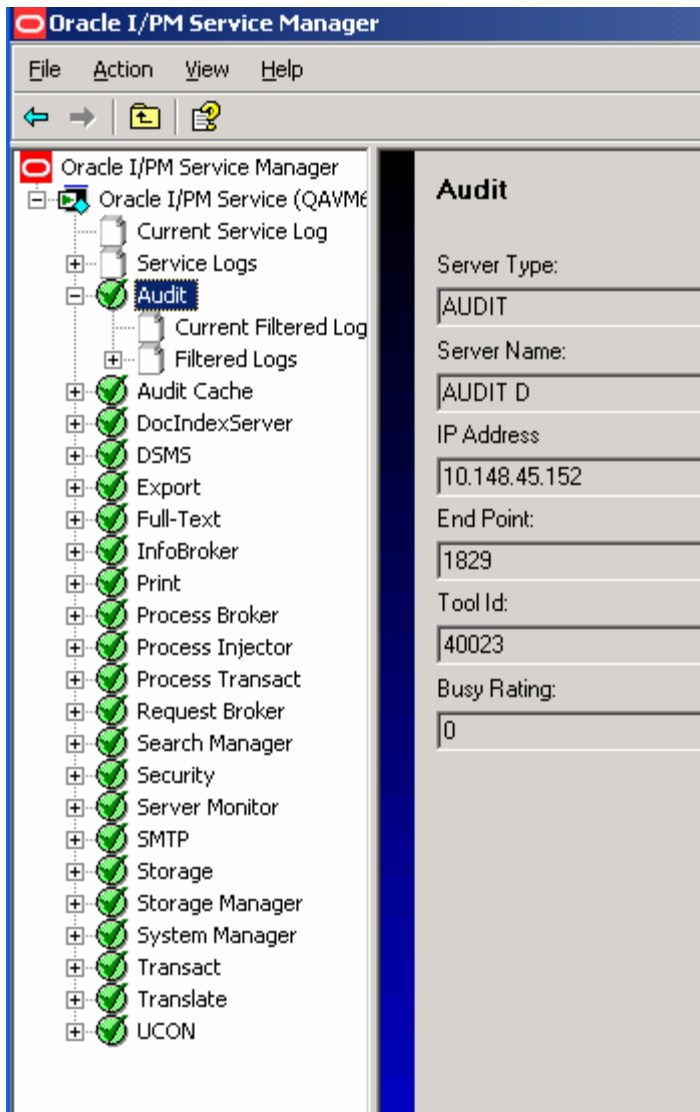 Oracle I/PM Service Manager
File Action View Help
Oracle I/PM Service Manager
Oracle I/PM Service (QAVM6
Current Service Log
Service Logs
Audit
Current Filtered Log
Filtered Logs
Audit Cache
DocIndexServer
DSMS
Export
Full-Text
InfoBroker
Print
Process Broker
Process Injector
Process Transact
Request Broker
Search Manager
Security
Server Monitor
SMTP
Storage
Storage Manager
System Manager
Transact
Translate
UCON
Audit
Server Type:
AUDIT
Server Name:
AUDIT D
IP Address
10.148.45.152
End Point:
1829
Tool Id:
40023
Busy Rating:
0